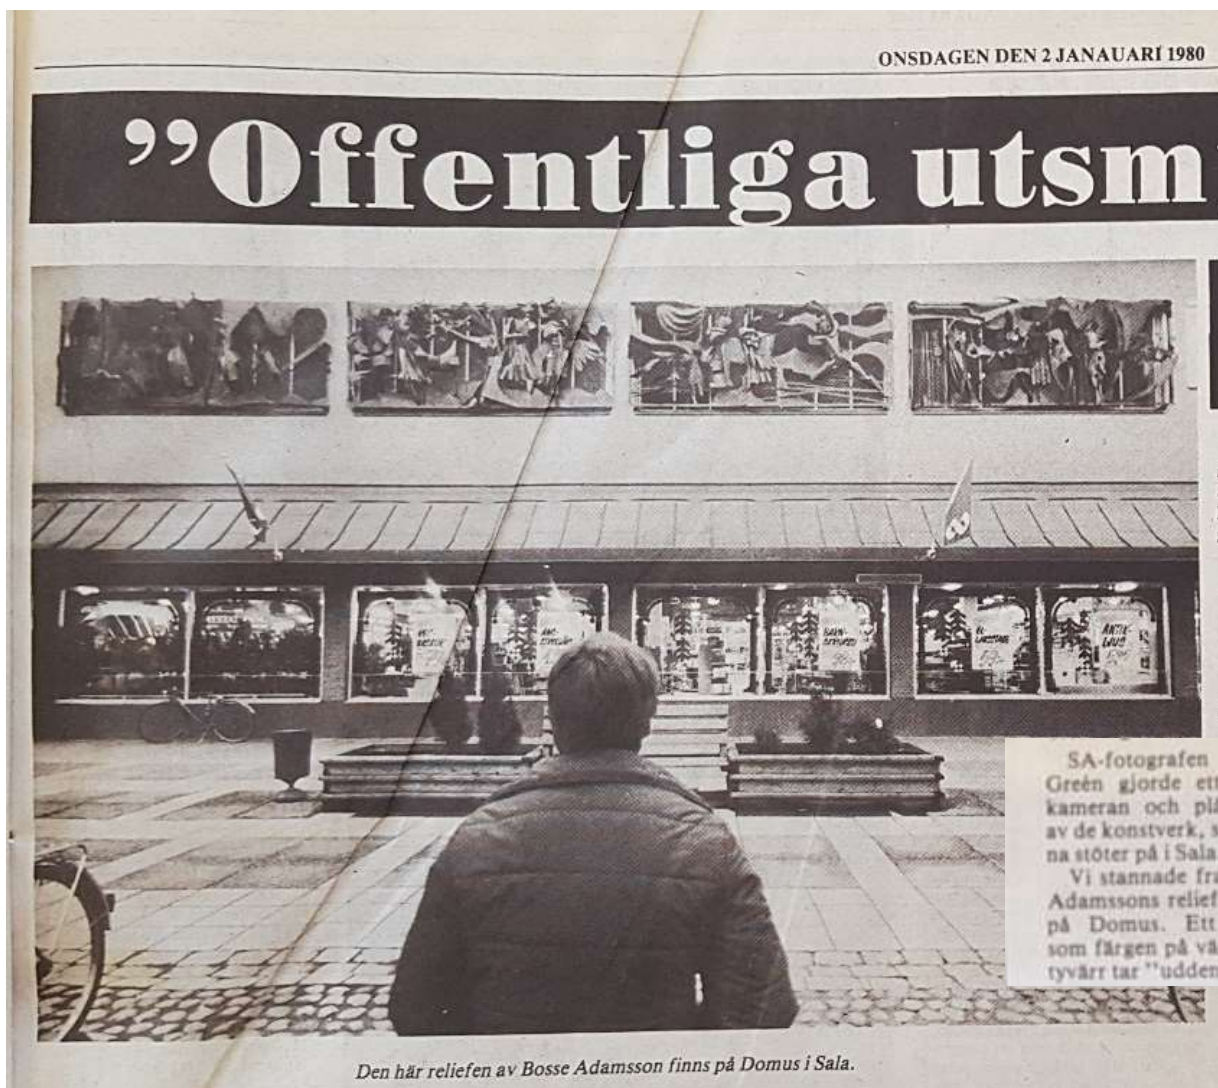 ONSDAGEN DEN 2 JANAUARI 1980
”Offentliga utsm
SA-fotografen
Greén gjorde ett
kameran och plå
av de konstverk, s
na stöter på i Sala
Vi stannade fra
Adamssons relief
på Domus. Ett
som färgen på vä
tyvärr tar ”udden
Den här reliefen av Bosse Adamsson finns på Domus i Sala.